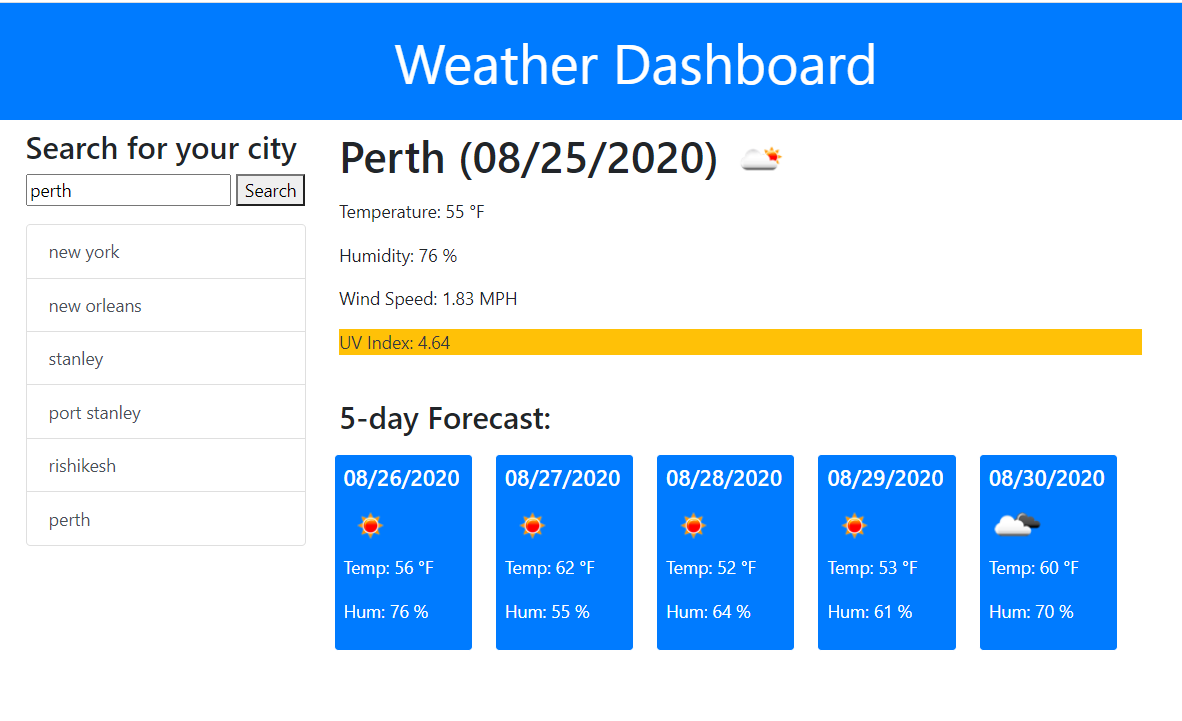 Weather Dashboard
Search for your city
perth
Search
new york
new orleans
stanley
port stanley
rishikesh
perth
Perth (08/25/2020)
Temperature: 55 °F
Humidity: 76 %
Wind Speed: 1.83 MPH
UV Index: 4.64
5-day Forecast:
08/26/2020
Temp: 56 °F
Hum: 76 %
08/27/2020
Temp: 62 °F
Hum: 55 %
08/28/2020
Temp: 52 °F
Hum: 64 %
08/29/2020
Temp: 53 °F
Hum: 61 %
08/30/2020
Temp: 60 °F
Hum: 70 %